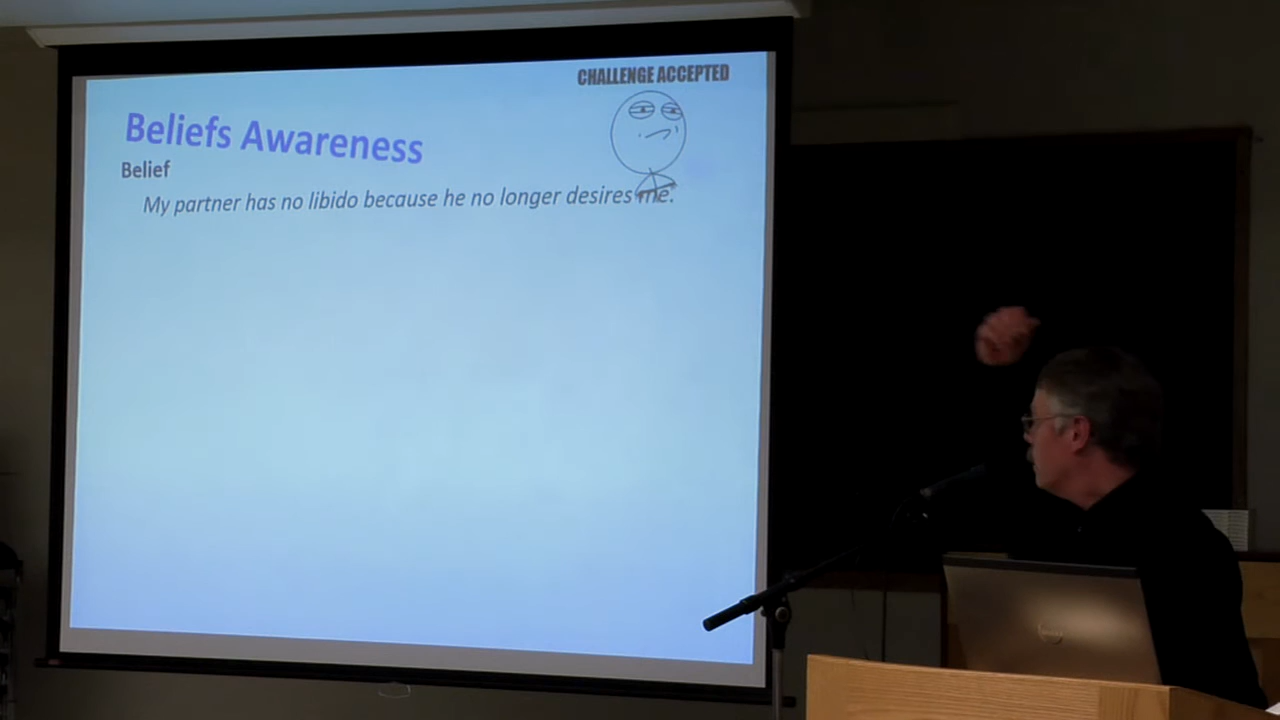 CHALLENGE ACCEPTED
Beliefs Awareness
Belief
My partner has no libido because he no longer desires me.